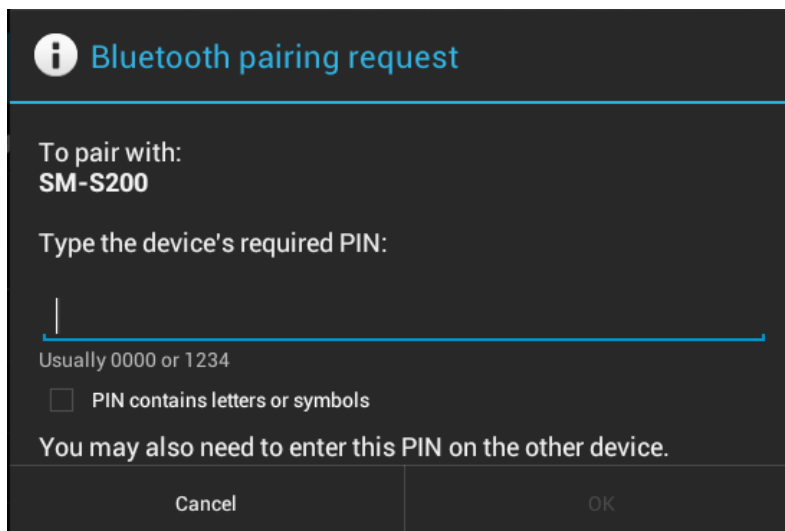 Bluetooth pairing request
To pair with:
SM-S200
Type the device's required PIN:
Usually 0000 or 1234
PIN contains letters or symbols
You may also need to enter this PIN on the other device.
Cancel OK